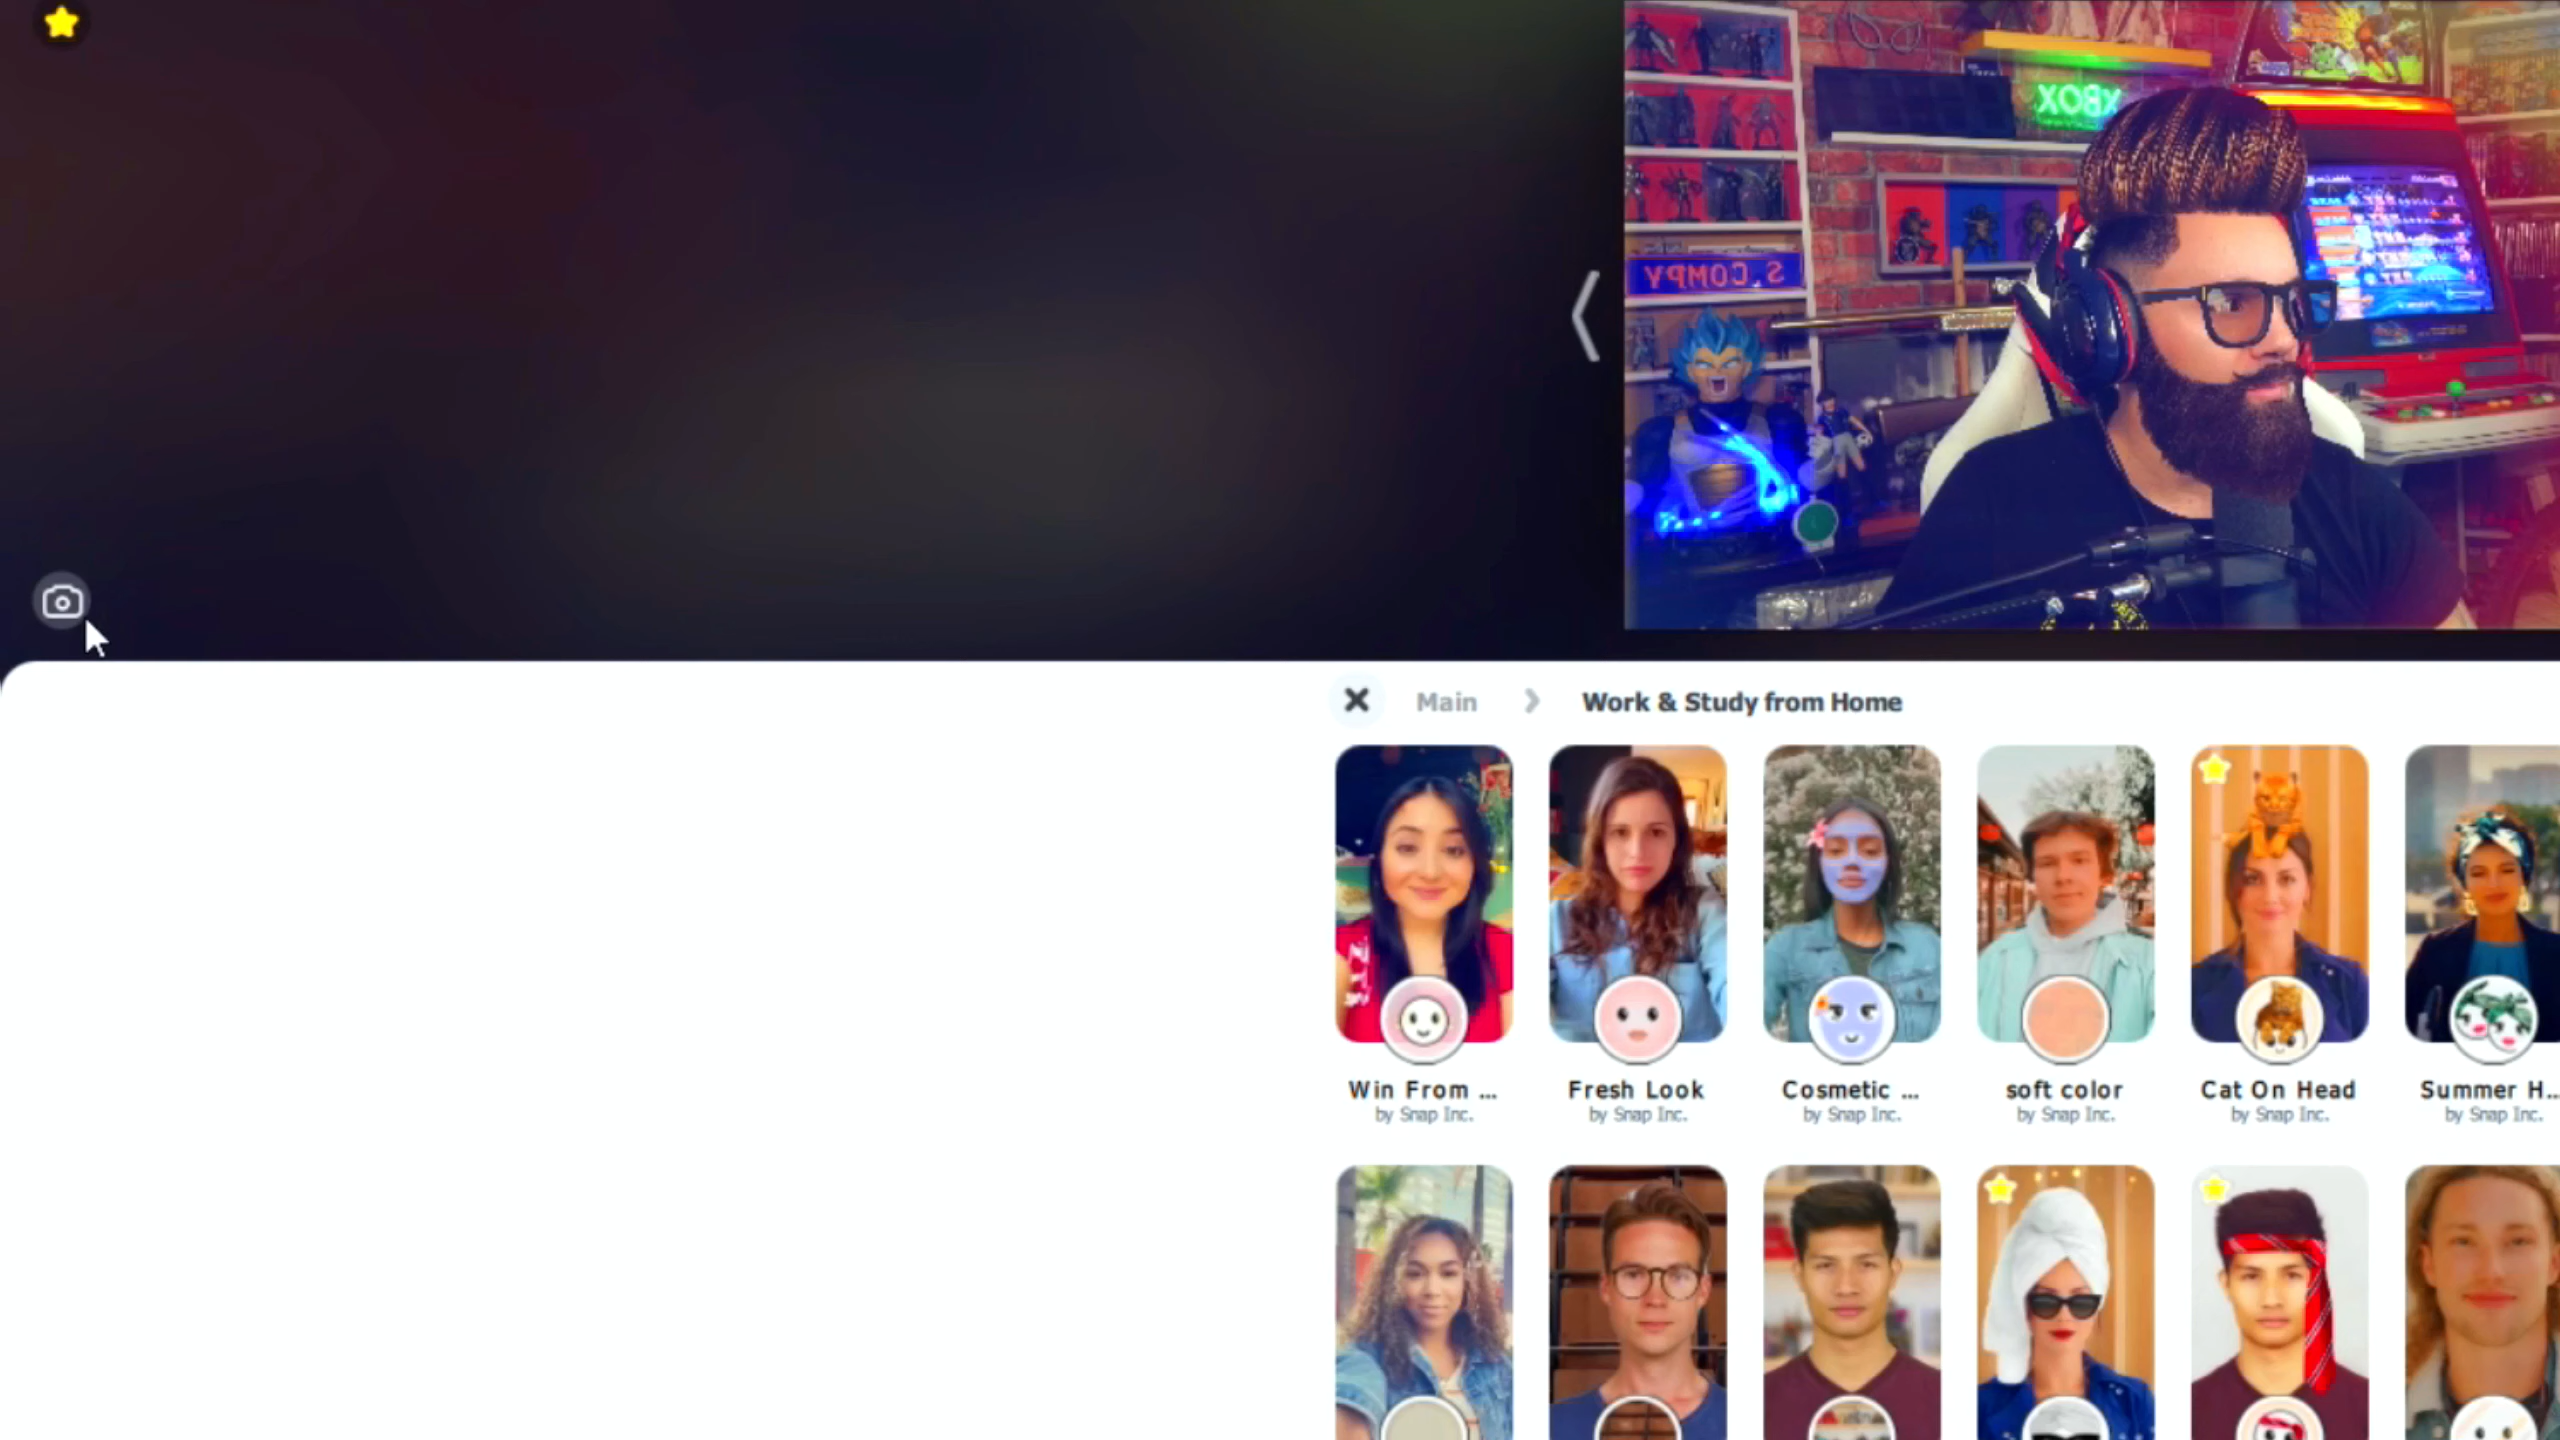 XBOX
S.COMPY
Main
Work & Study from Home
Win From ...
by Snap Inc.
Fresh Look
by Snap Inc.
Cosmetic ...
by Snap Inc.
soft color
by Snap Inc.
Cat On Head
by Snap Inc.
Summer H...
by Snap Inc.